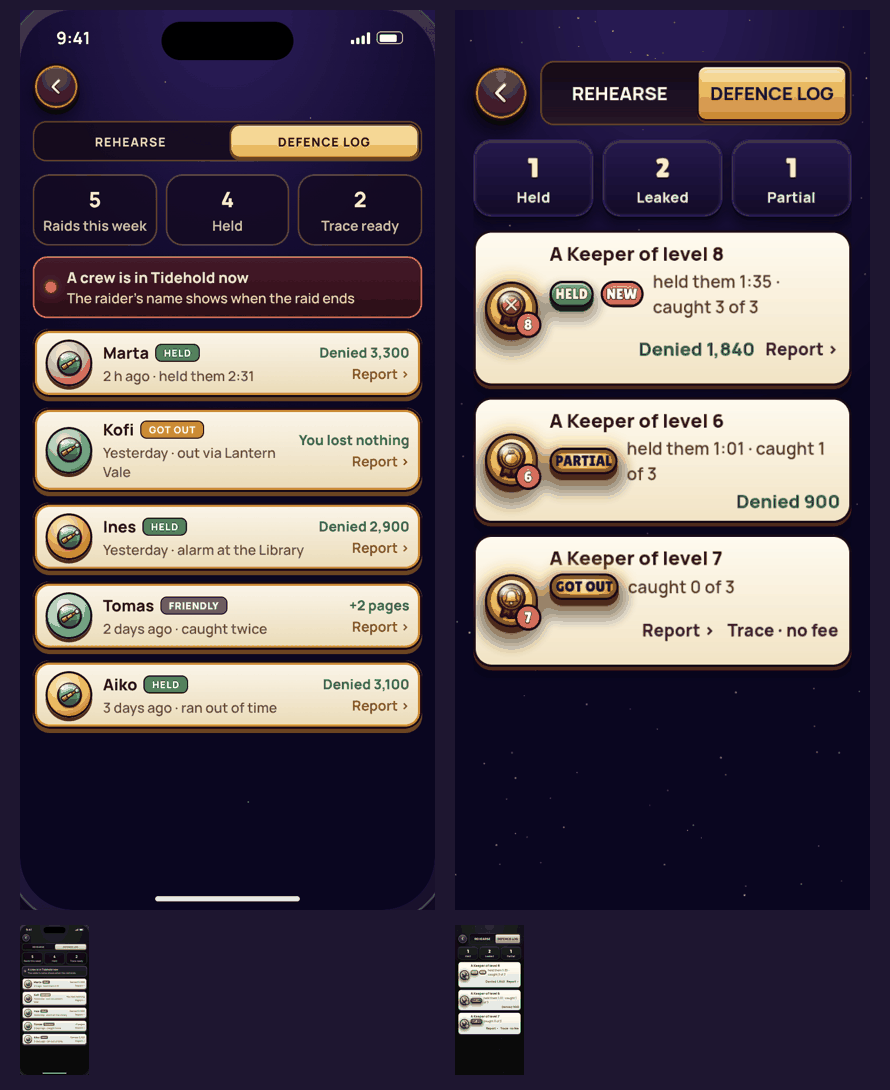 9:41
REHEARSE
DEFENCE LOG
5
Raids this week
4
Held
2
Trace ready
A crew is in Tidehold now
The raider's name shows when the raid ends
Marta HELD
2 h ago · held them 2:31
Denied 3,300
Report ›
Kofi GOT OUT
Yesterday · out via Lantern
Vale
You lost nothing
Report ›
Ines HELD
Yesterday · alarm at the Library
Denied 2,900
Report ›
Tomas FRIENDLY
2 days ago · caught twice
+2 pages
Report ›
Aiko HELD
3 days ago · ran out of time
Denied 3,100
Report ›
REHEARSE
DEFENCE LOG
1
Held
2
Leaked
1
Partial
A Keeper of level 8
8
HELD NEW
held them 1:35 ·
caught 3 of 3
Denied 1,840 Report ›
A Keeper of level 6
6
PARTIAL
held them 1:01 · caught 1
of 3
Denied 900
A Keeper of level 7
7
GOT OUT caught 0 of 3
Report › Trace · no fee